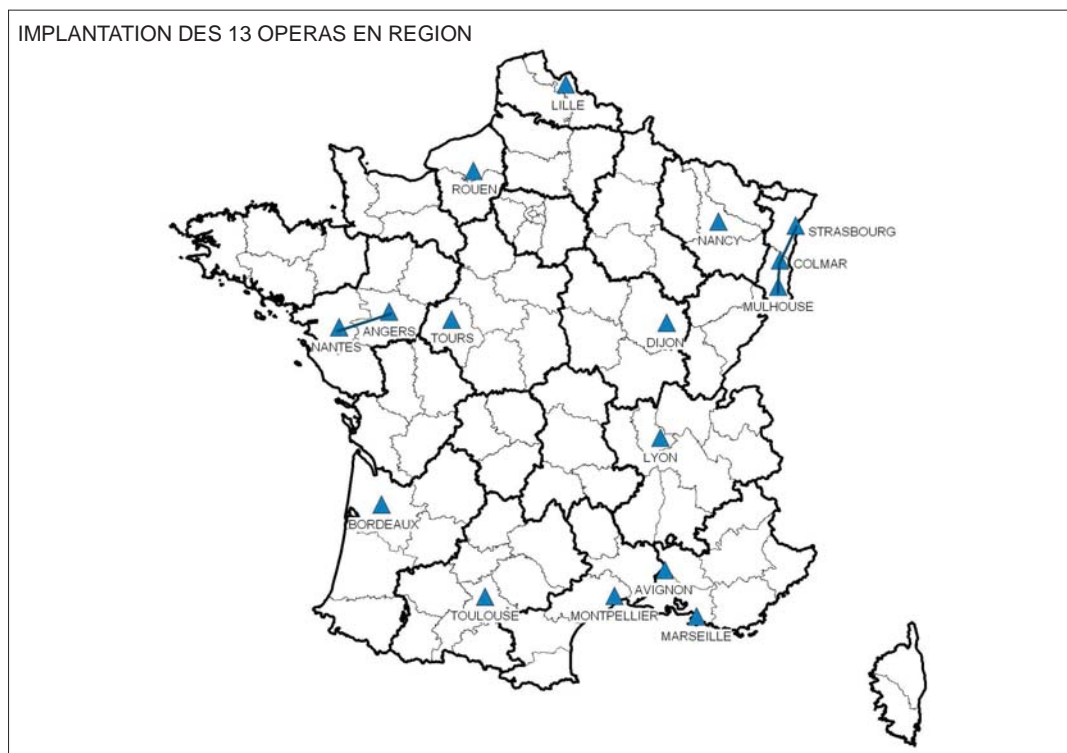 IMPLANTATION DES 13 OPERAS EN REGION
LILLE
ROUEN
NANCY
STRASBOURG
COLMAR
MULHOUSE
ANGERS
NANTES
TOURS
DIJON
LYON
BORDEAUX
AVIGNON
TOULOUSE
MONTPELLIER
MARSEILLE